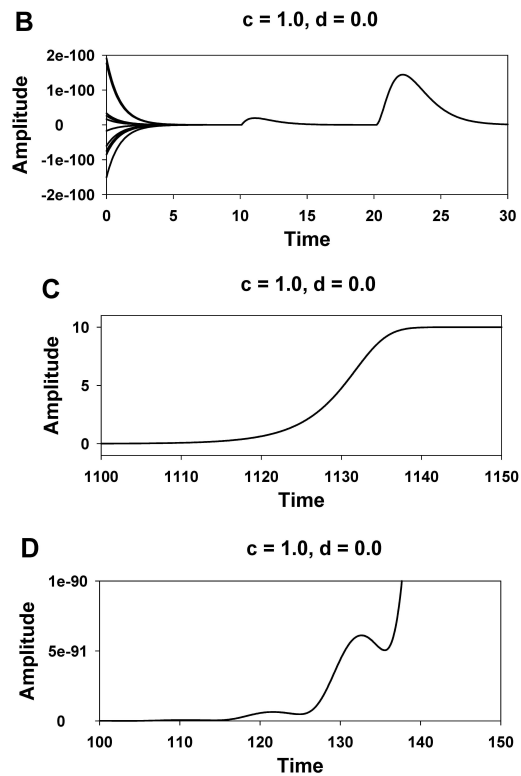 B
c = 1.0, d = 0.0
2e-100
1e-100
0
-1e-100
-2e-100
Amplitude
0 5 10 15 20 25 30
Time
C
c = 1.0, d = 0.0
10
5
0
Amplitude
1100 1110 1120 1130 1140 1150
Time
D
c = 1.0, d = 0.0
1e-90
5e-91
0
Amplitude
100 110 120 130 140 150
Time